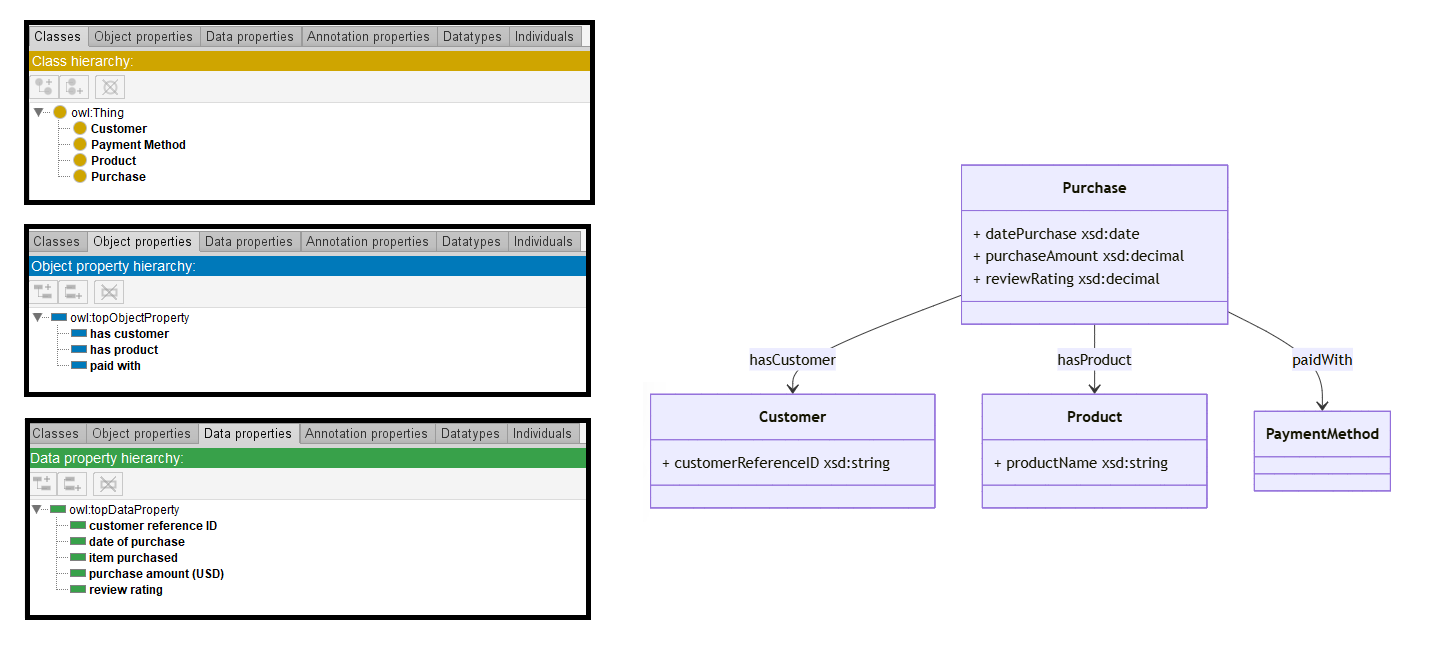 Classes Object properties Data properties Annotation properties Datatypes Individuals
Class hierarchy:
owl:Thing
Customer
Payment Method
Product
Purchase
Classes Object properties Data properties Annotation properties Datatypes Individuals
Object property hierarchy:
owl:topObjectProperty
has customer
has product
paid with
Classes Object properties Data properties Annotation properties Datatypes Individuals
Data property hierarchy:
owl:topDataProperty
customer reference ID
date of purchase
item purchased
purchase amount (USD)
review rating
Purchase
+ datePurchase xsd:date
+ purchaseAmount xsd:decimal
+ reviewRating xsd:decimal
hasCustomer hasProduct paidWith
Customer
+ customerReferenceID xsd:string
Product
+ productName xsd:string
PaymentMethod